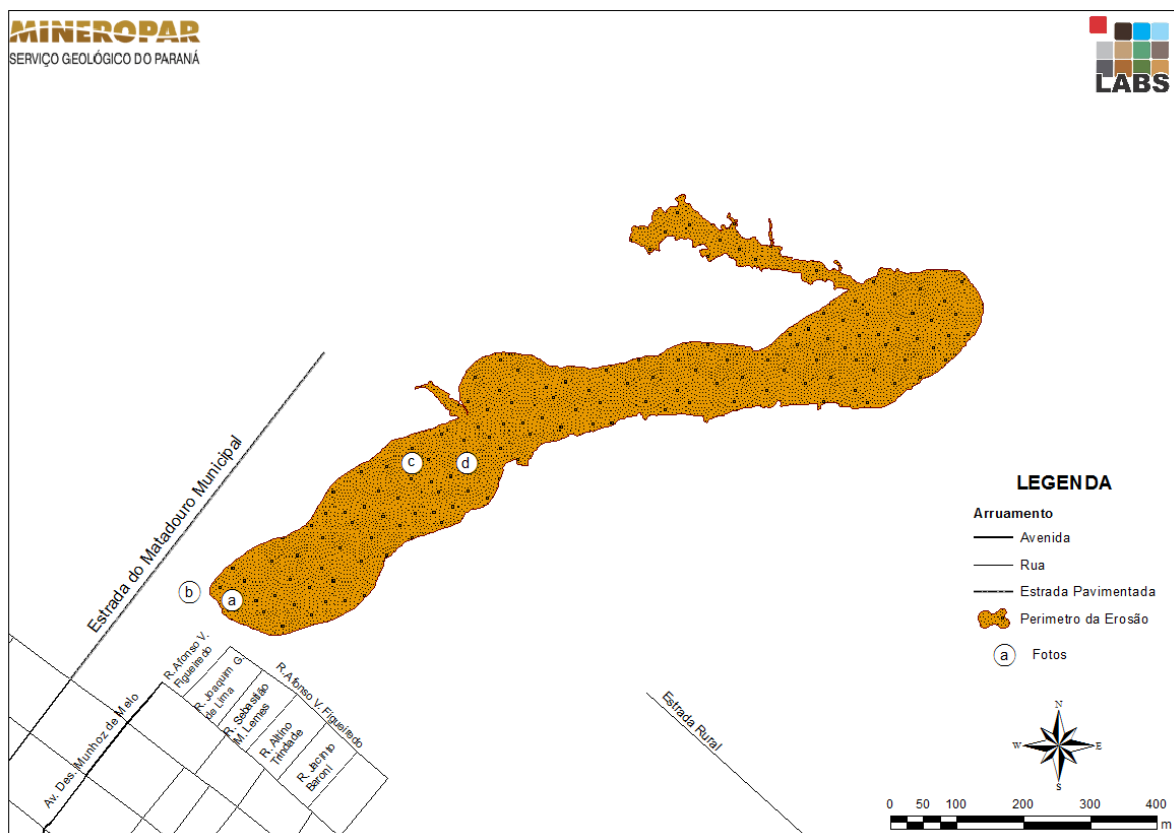 MINEROPAR
SERVIÇO GEOLÓGICO DO PARANÁ
LABS
Estrada do Matadouro Municipal
c
d
b
a
R. Afonso V.
Figueiredo
R. Joaquim G.
de Lima
R. Sebastião
M. Lemes
R. Altino
Trindade
R. Jacinto
Baroni
R. Afonso V. Figueiredo
Av. Des. Munhoz de Melo
Estrada Rural
LEGENDA
Arruamento
Avenida
Rua
Estrada Pavimentada
Perimetro da Erosão
a Fotos
N
W E
S
0 50 100 200 300 400
m